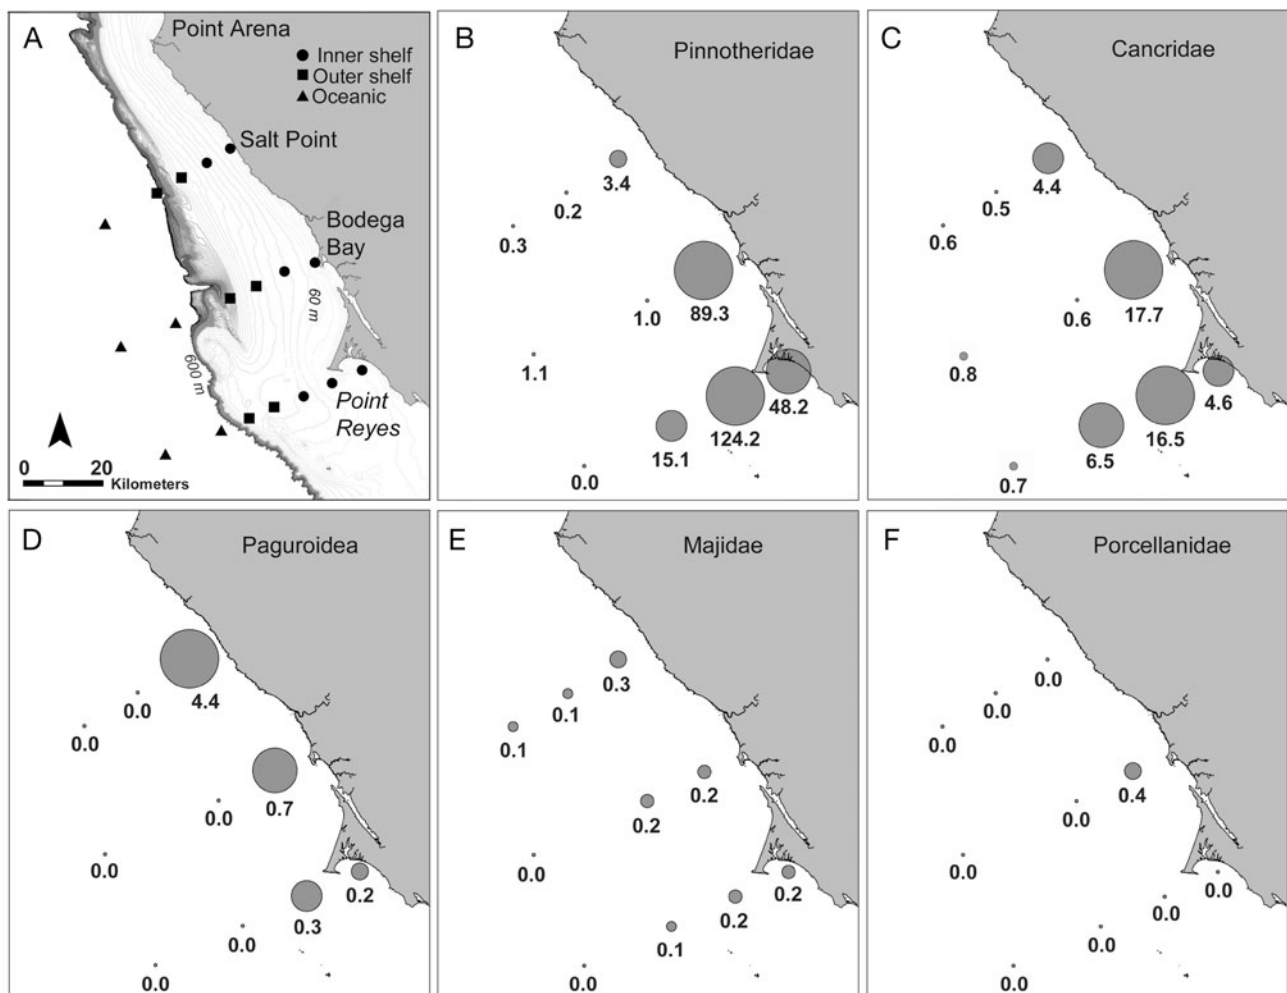 A
Point Arena
Inner shelf
Outer shelf
Oceanic
Salt Point
Bodega
Bay
60 m
600 m
Point
Reyes
0 20
Kilometers
B
Pinnotheridae
3.4
0.2
0.3
89.3
1.0
1.1
48.2
124.2
15.1
0.0
C
Cancridae
4.4
0.5
0.6
17.7
0.6
0.8
4.6
16.5
6.5
0.7
D
Paguroidea
4.4
0.0
0.0
0.7
0.0
0.0
0.2
0.3
0.0
0.0
E
Majidae
0.3
0.1
0.1
0.2
0.2
0.0
0.2
0.2
0.1
0.0
F
Porcellanidae
0.0
0.0
0.0
0.4
0.0
0.0
0.0
0.0
0.0
0.0